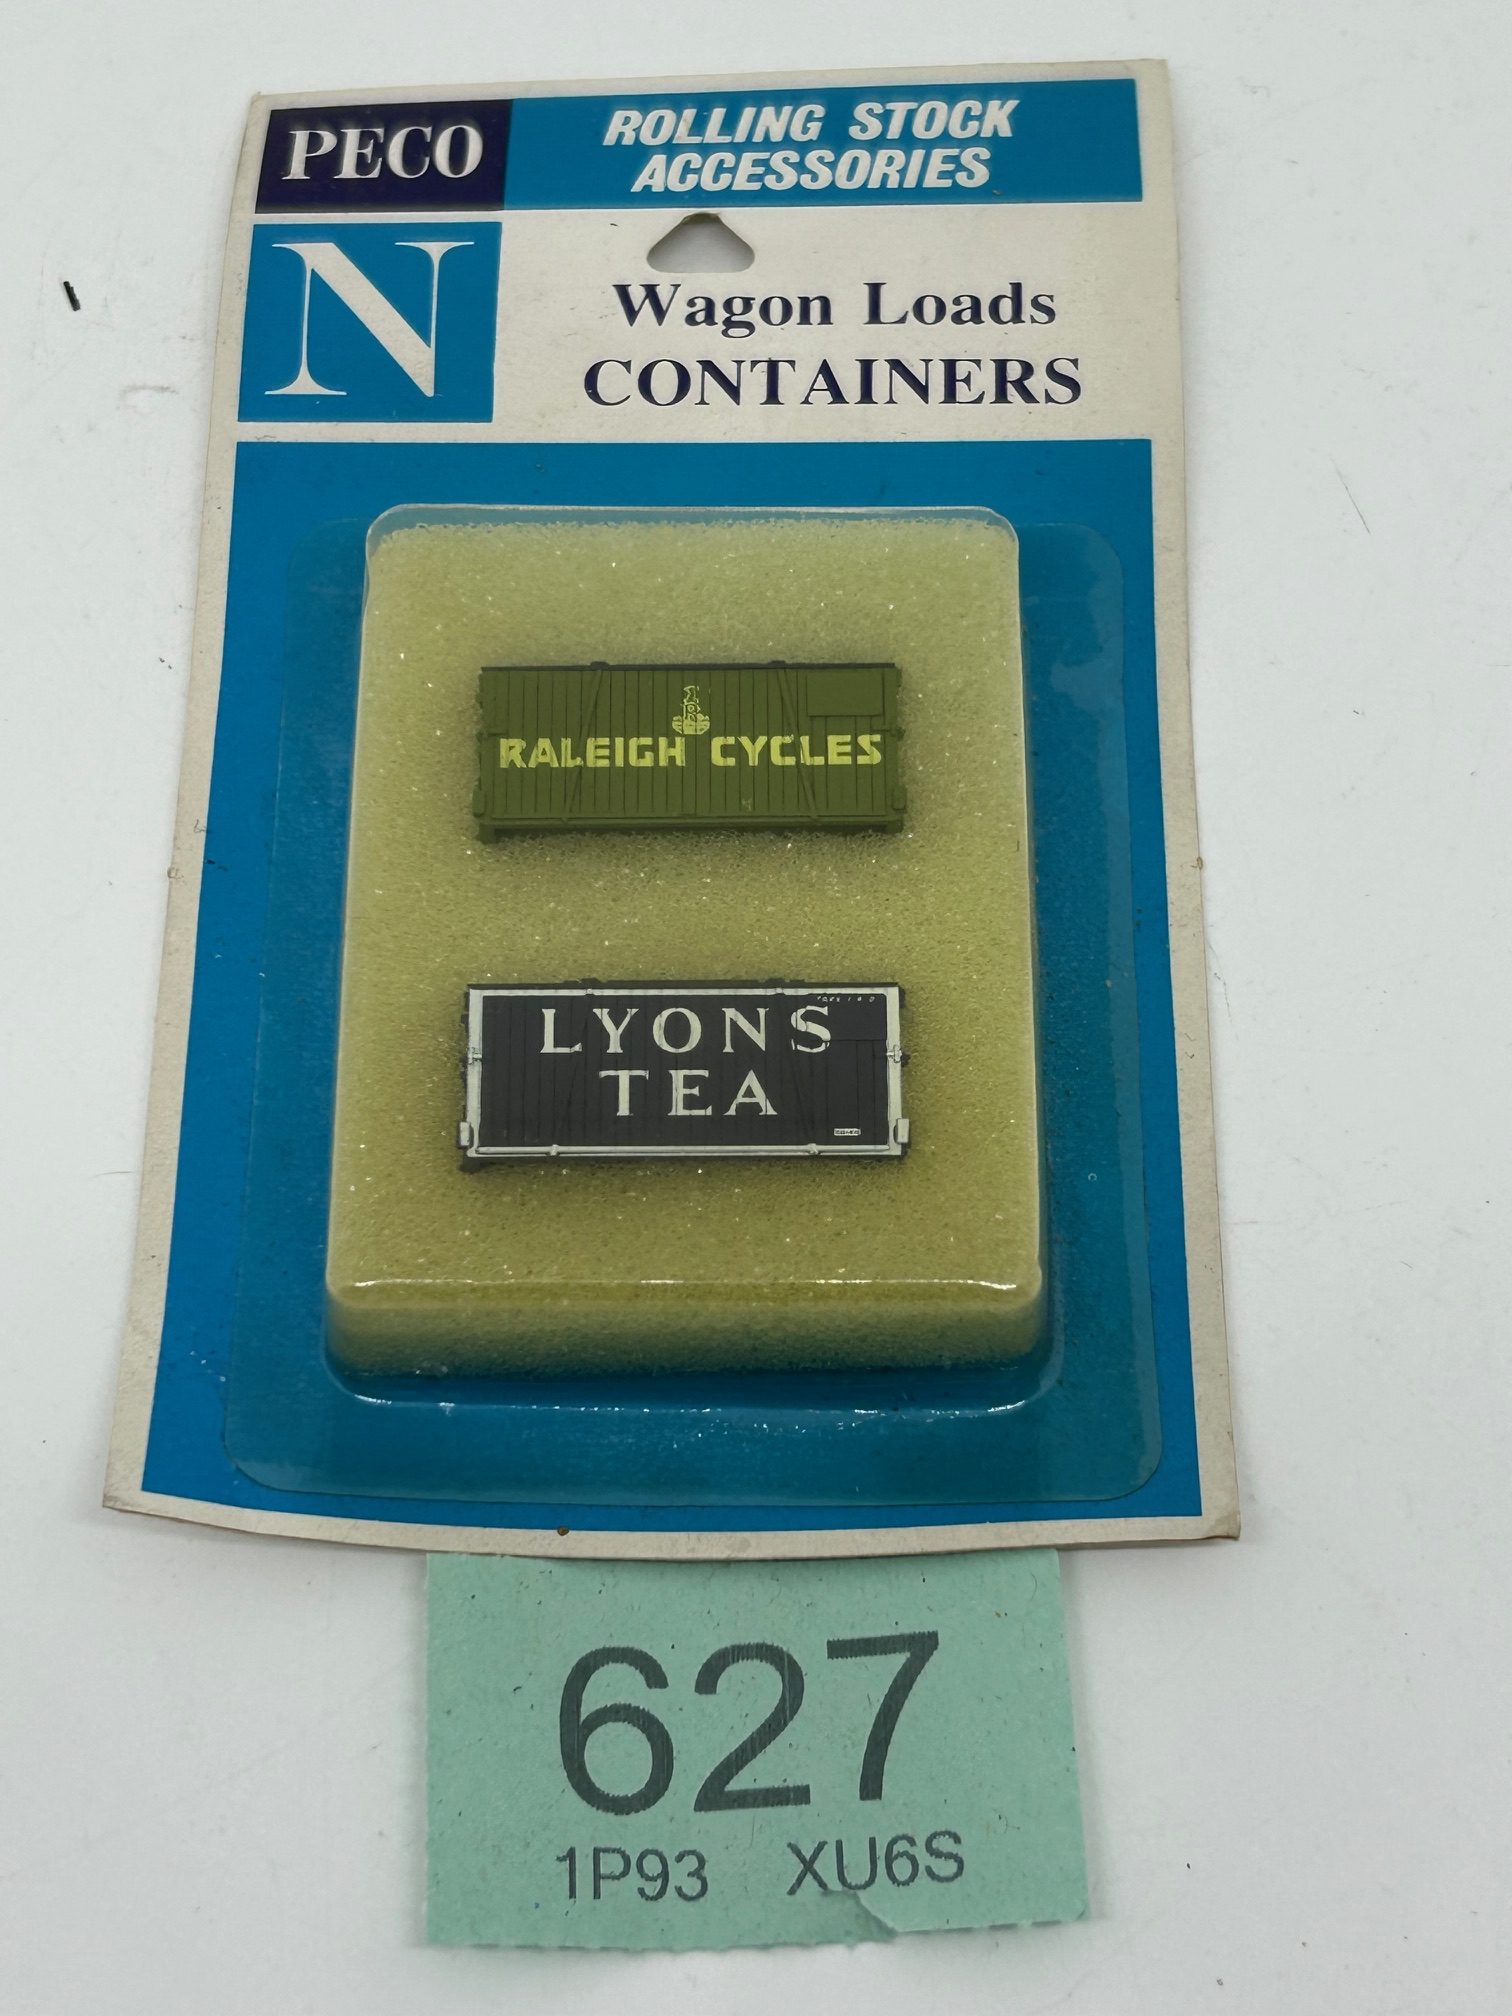 PECO
ROLLING STOCK
ACCESSORIES
N
Wagon Loads
CONTAINERS
RALEIGH CYCLES
LYONS
TEA
627
1P93 XU6S